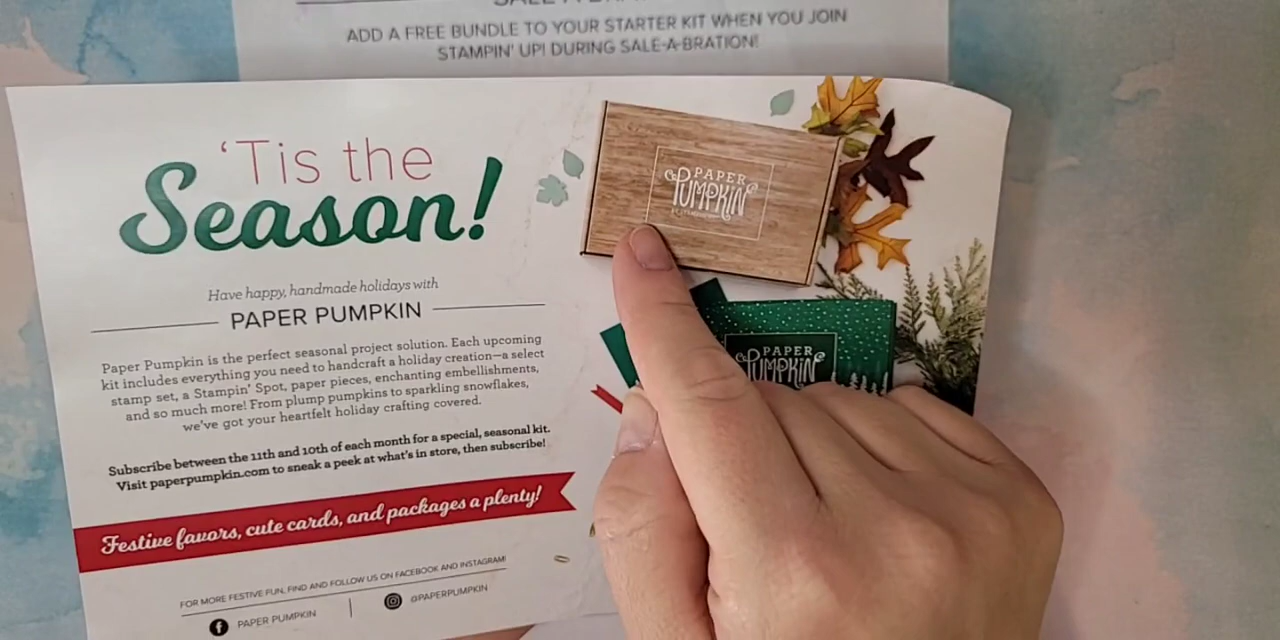 ADD A FREE BUNDLE TO YOUR STARTER KIT WHEN YOU JOIN
STAMPIN' UP! DURING SALE-A-BRATION!
'Tis the
Season!
Have happy, handmade holidays with
PAPER PUMPKIN
Paper Pumpkin is the perfect seasonal project solution. Each upcoming
kit includes everything you need to handcraft a holiday creation—a select
stamp set, a Stampin' Spot, paper pieces, enchanting embellishments,
and so much more! From plump pumpkins to sparkling snowflakes,
we've got your heartfelt holiday crafting covered.
Subscribe between the 11th and 10th of each month for a special, seasonal kit.
Visit paperpumpkin.com to sneak a peek at what's in store, then subscribe!
Festive favors, cute cards, and packages a plenty!
FOR MORE FESTIVE FUN, FIND AND FOLLOW US ON FACEBOOK AND INSTAGRAM!
PAPER PUMPKIN
@PAPERPUMPKIN
PAPER
PUMPKIN
PAPER
PUMPKIN